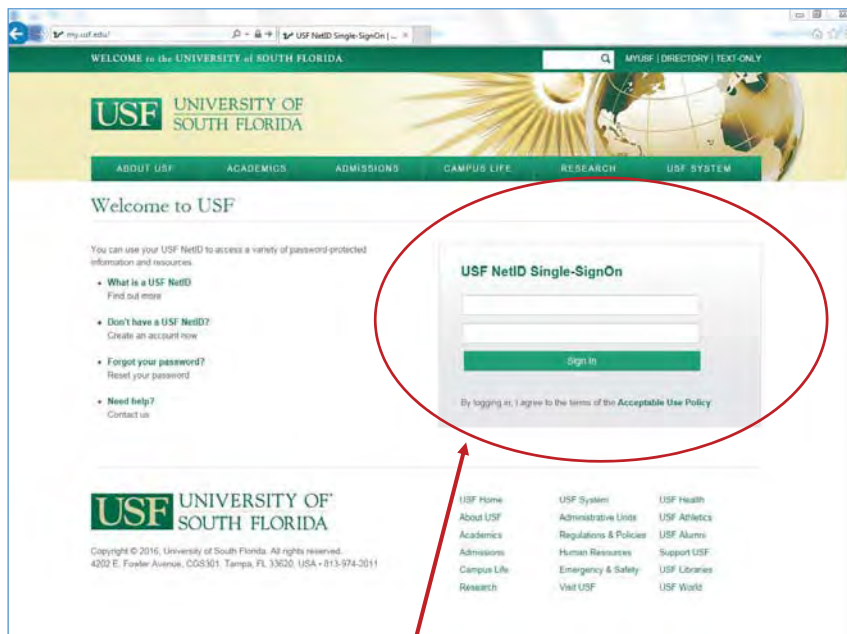 my.usf.edu/
USF NetID Single-SignOn | ...
WELCOME to the UNIVERSITY of SOUTH FLORIDA
MYUSF | DIRECTORY | TEXT-ONLY
USF UNIVERSITY OF
SOUTH FLORIDA
ABOUT USF ACADEMICS ADMISSIONS CAMPUS LIFE RESEARCH USF SYSTEM
Welcome to USF
You can use your USF NetID to access a variety of password-protected
information and resources.
• What is a USF NetID
Find out more
• Don't have a USF NetID?
Create an account now
• Forgot your password?
Reset your password
• Need help?
Contact us
USF NetID Single-SignOn
Sign In
By logging in, I agree to the terms of the Acceptable Use Policy
USF UNIVERSITY OF
SOUTH FLORIDA
Copyright © 2016, University of South Florida. All rights reserved.
4202 E. Fowler Avenue, CGS301, Tampa, FL 33620, USA • 813-974-2011
USF Home USF System USF Health
About USF Administrative Units USF Athletics
Academics Regulations & Policies USF Alumni
Admissions Human Resources Support USF
Campus Life Emergency & Safety USF Libraries
Research Visit USF USF World